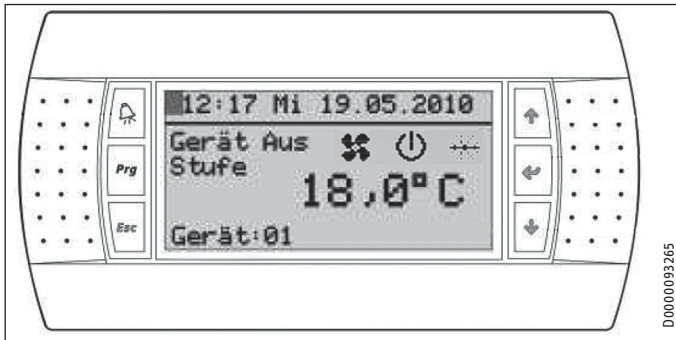 12:17 Mi 19.05.2010
Gerät Aus
Stufe
18,0°C
Gerät:01
Prg
Esc
D0000093265